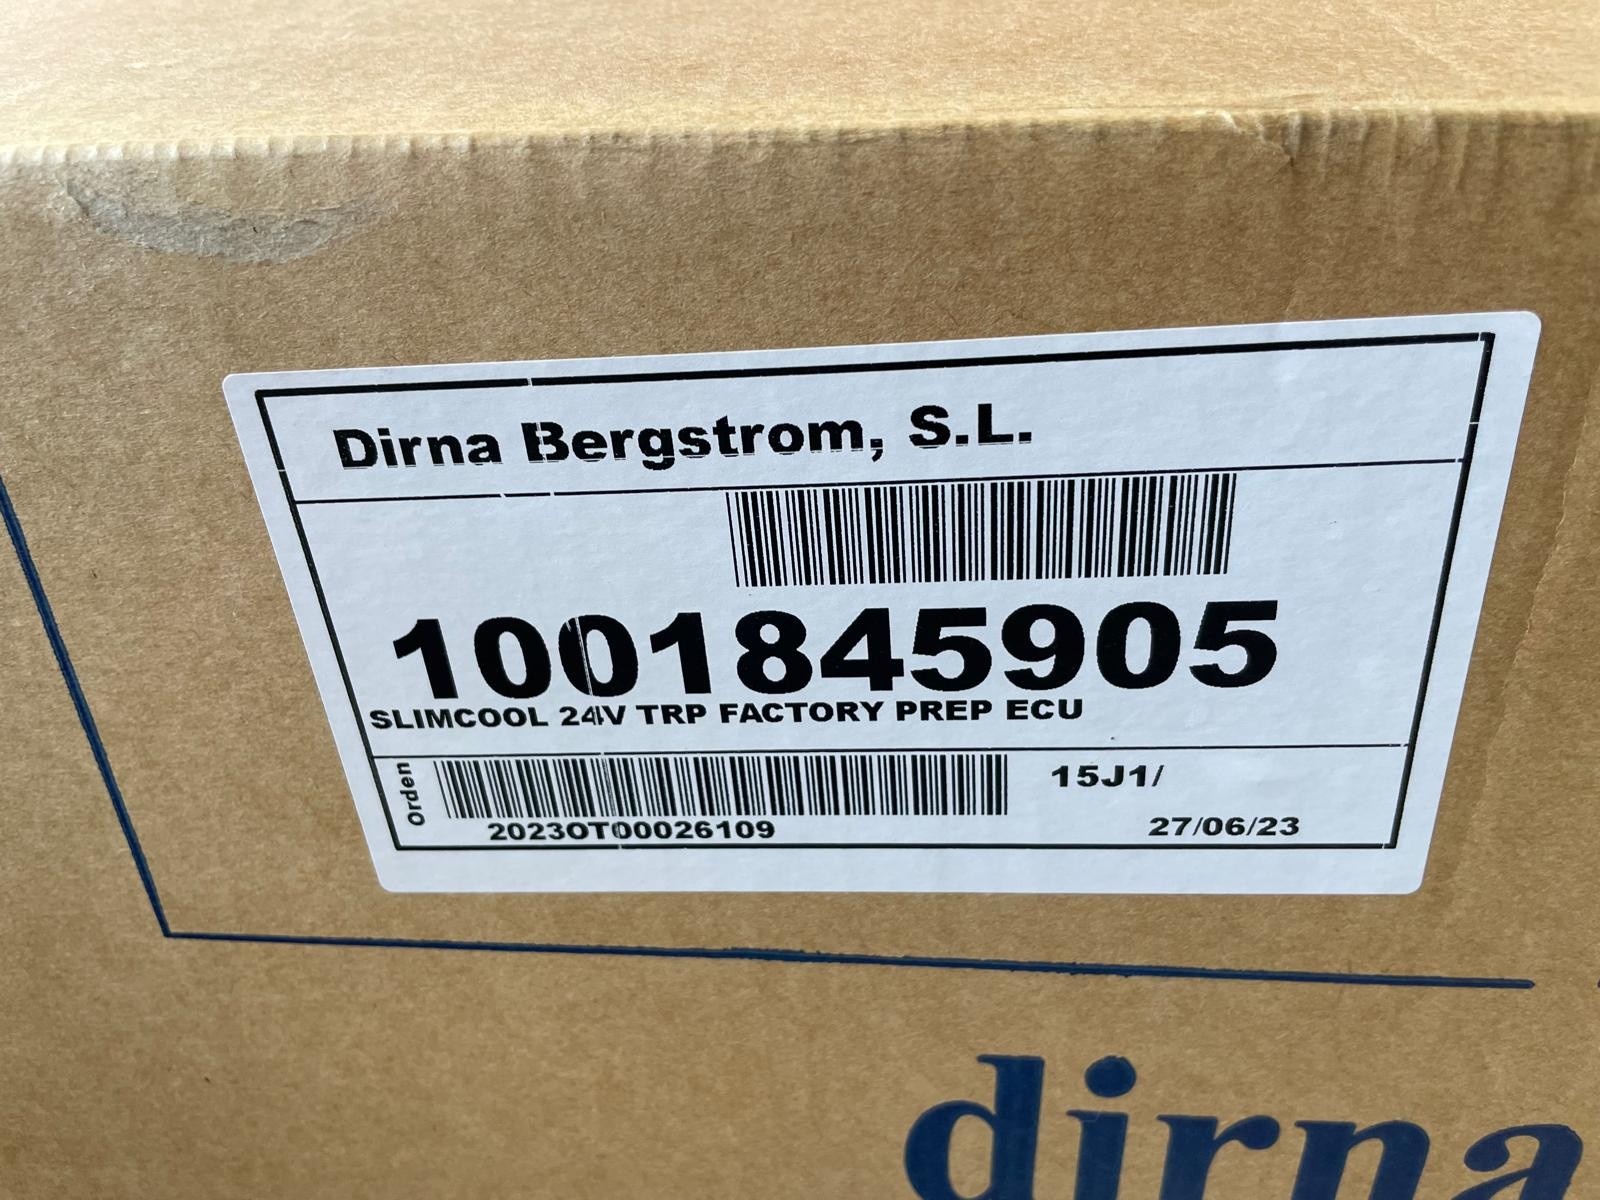 Dirna Bergstrom, S.L.
1001845905
SLIMCOOL 24V TRP FACTORY PREP ECU
Orden
2023OT00026109
15J1/
27/06/23
dirna